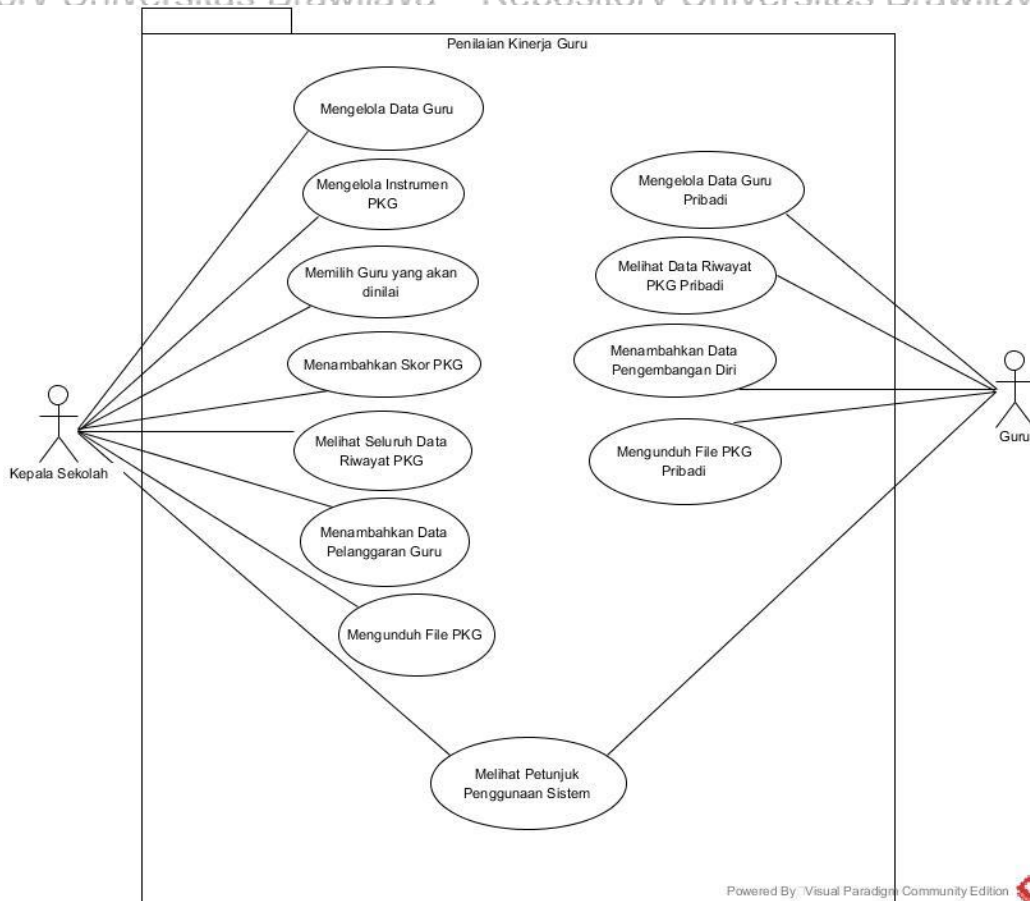 Repository Universitas Brawijaya
Penilaian Kinerja Guru
Mengelola Data Guru
Mengelola Instrumen
PKG
Memilih Guru yang akan
dinilai
Menambahkan Skor PKG
Melihat Seluruh Data
Riwayat PKG
Menambahkan Data
Pelanggaran Guru
Mengunduh File PKG
Kepala Sekolah
Mengelola Data Guru
Pribadi
Melihat Data Riwayat
PKG Pribadi
Menambahkan Data
Pengembangan Diri
Mengunduh File PKG
Pribadi
Guru
Melihat Petunjuk
Penggunaan Sistem
Powered By Visual Paradigm Community Edition